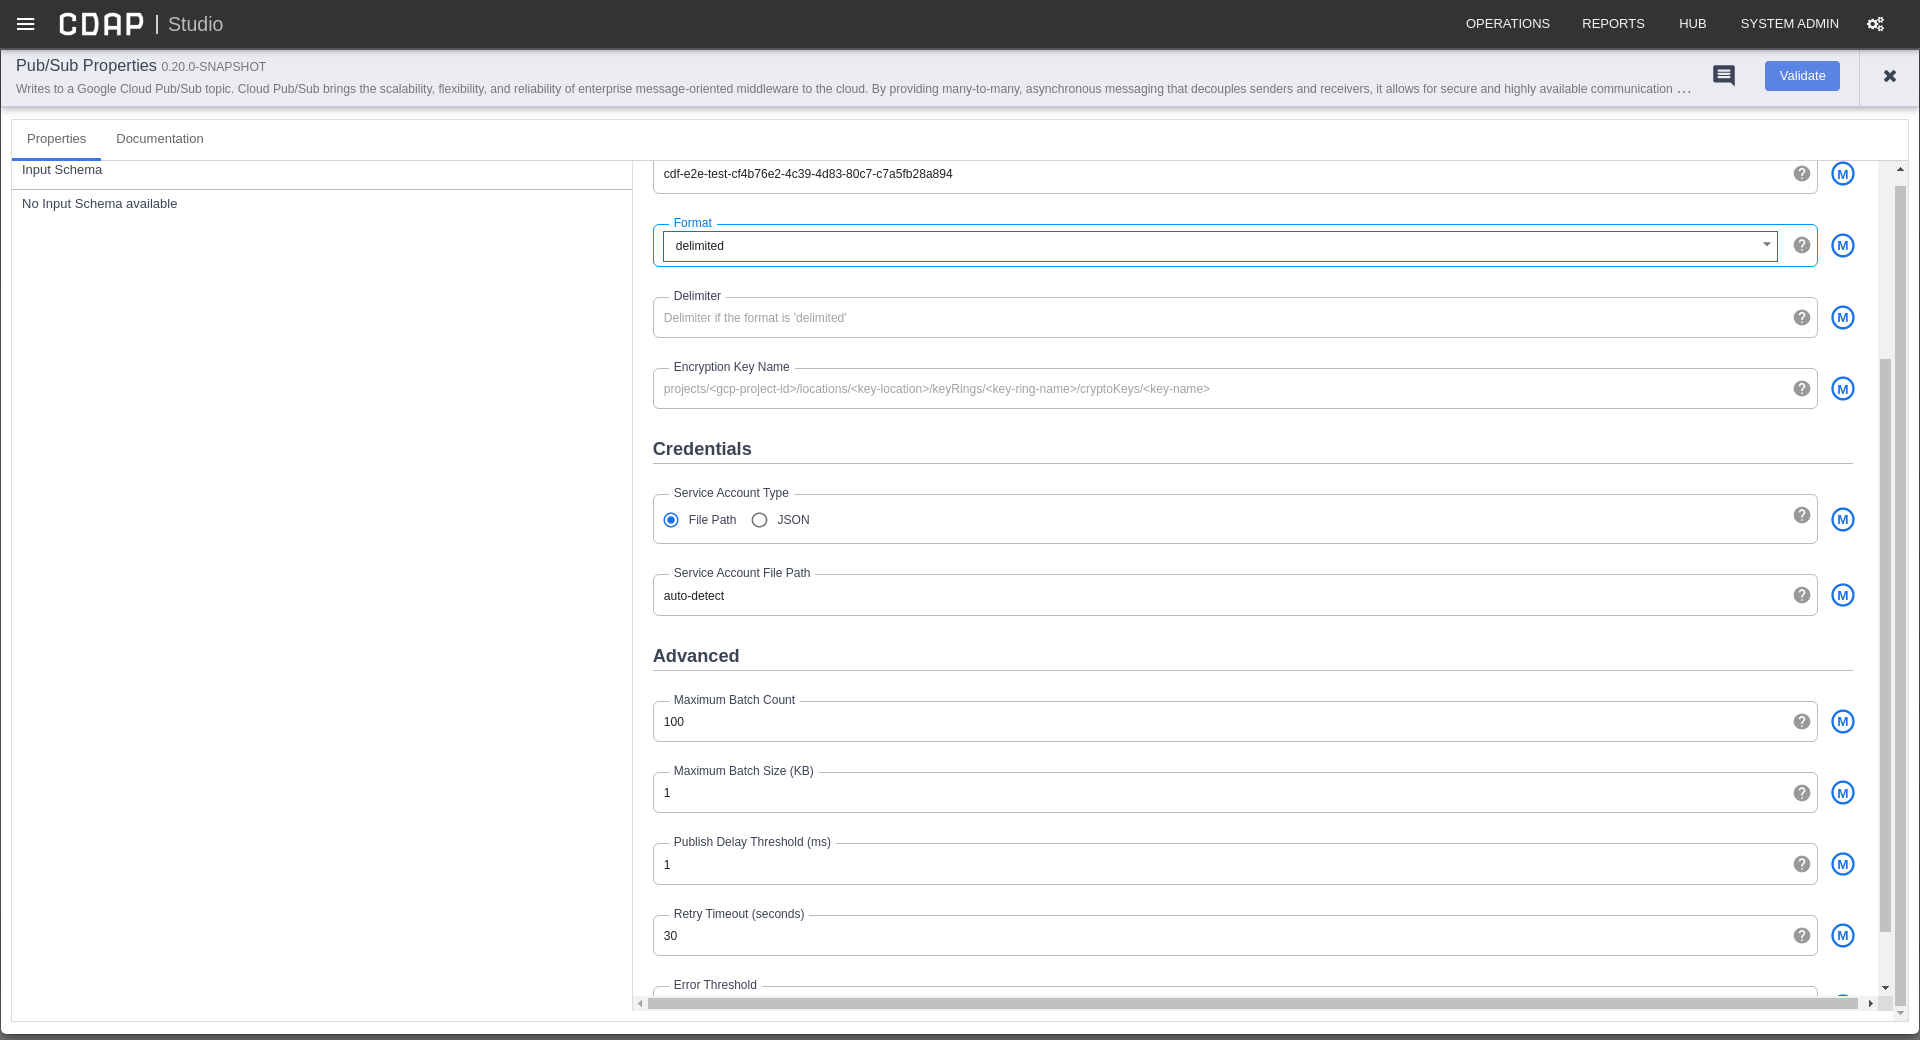 CDAP | Studio
OPERATIONS REPORTS HUB SYSTEM ADMIN
Pub/Sub Properties 0.20.0-SNAPSHOT
Writes to a Google Cloud Pub/Sub topic. Cloud Pub/Sub brings the scalability, flexibility, and reliability of enterprise message-oriented middleware to the cloud. By providing many-to-many, asynchronous messaging that decouples senders and receivers, it allows for secure and highly available communication ...
Validate
Properties Documentation
Input Schema
No Input Schema available
cdf-e2e-test-cf4b76e2-4c39-4d83-80c7-c7a5fb28a894
M
Format
delimited
M
Delimiter
Delimiter if the format is 'delimited'
M
Encryption Key Name
projects/<gcp-project-id>/locations/<key-location>/keyRings/<key-ring-name>/cryptoKeys/<key-name>
M
Credentials
Service Account Type
File Path JSON
M
Service Account File Path
auto-detect
M
Advanced
Maximum Batch Count
100
M
Maximum Batch Size (KB)
1
M
Publish Delay Threshold (ms)
1
M
Retry Timeout (seconds)
30
M
Error Threshold